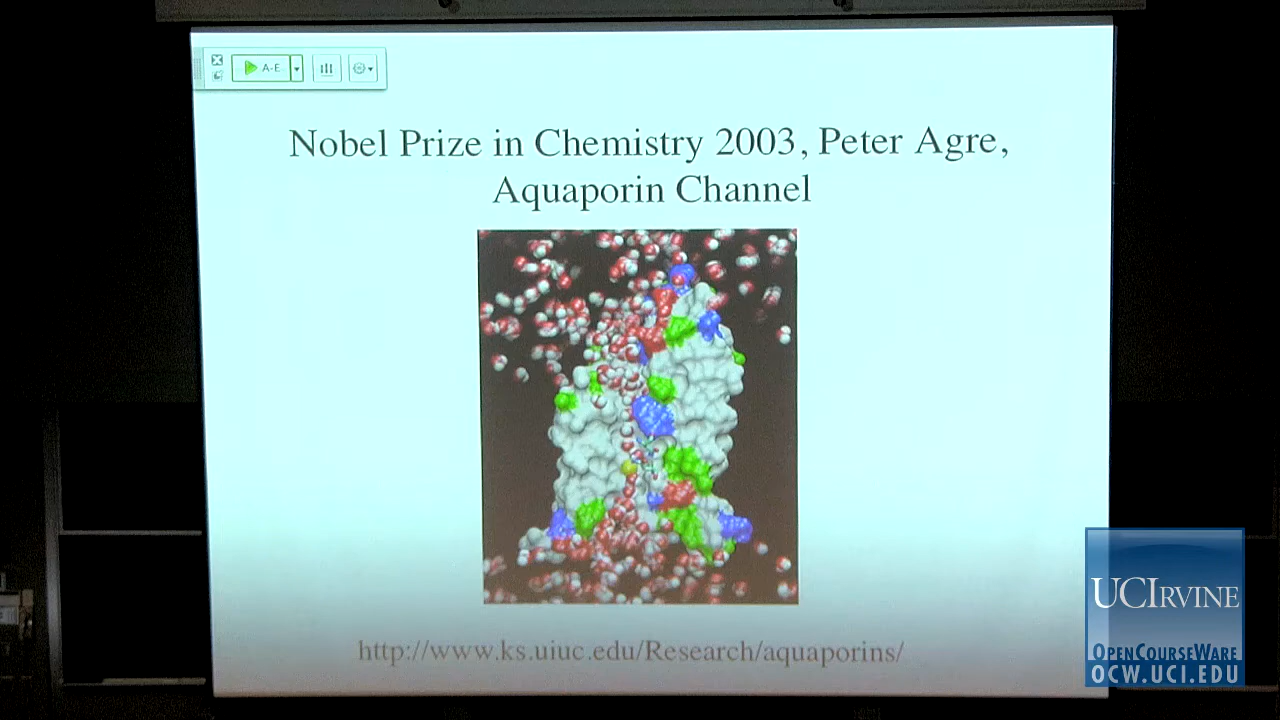 A-E
Nobel Prize in Chemistry 2003, Peter Agre,
Aquaporin Channel
http://www.ks.uiuc.edu/Research/aquaporins/
UCIRVINE
OPENCOURSEWARE
OCW.UCI.EDU